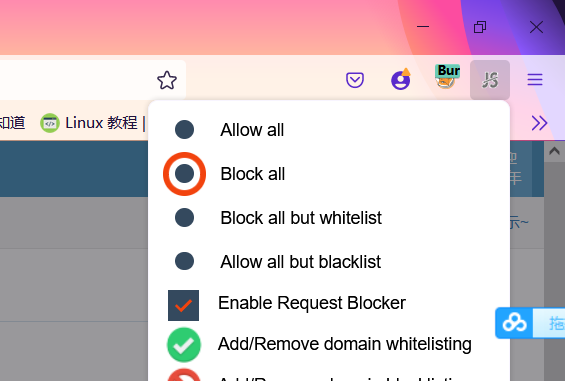 Bur
JS
知道
Linux 教程 |
Allow all
Block all
Block all but whitelist
示~
Allow all but blacklist
Enable Request Blocker
拖
Add/Remove domain whitelisting